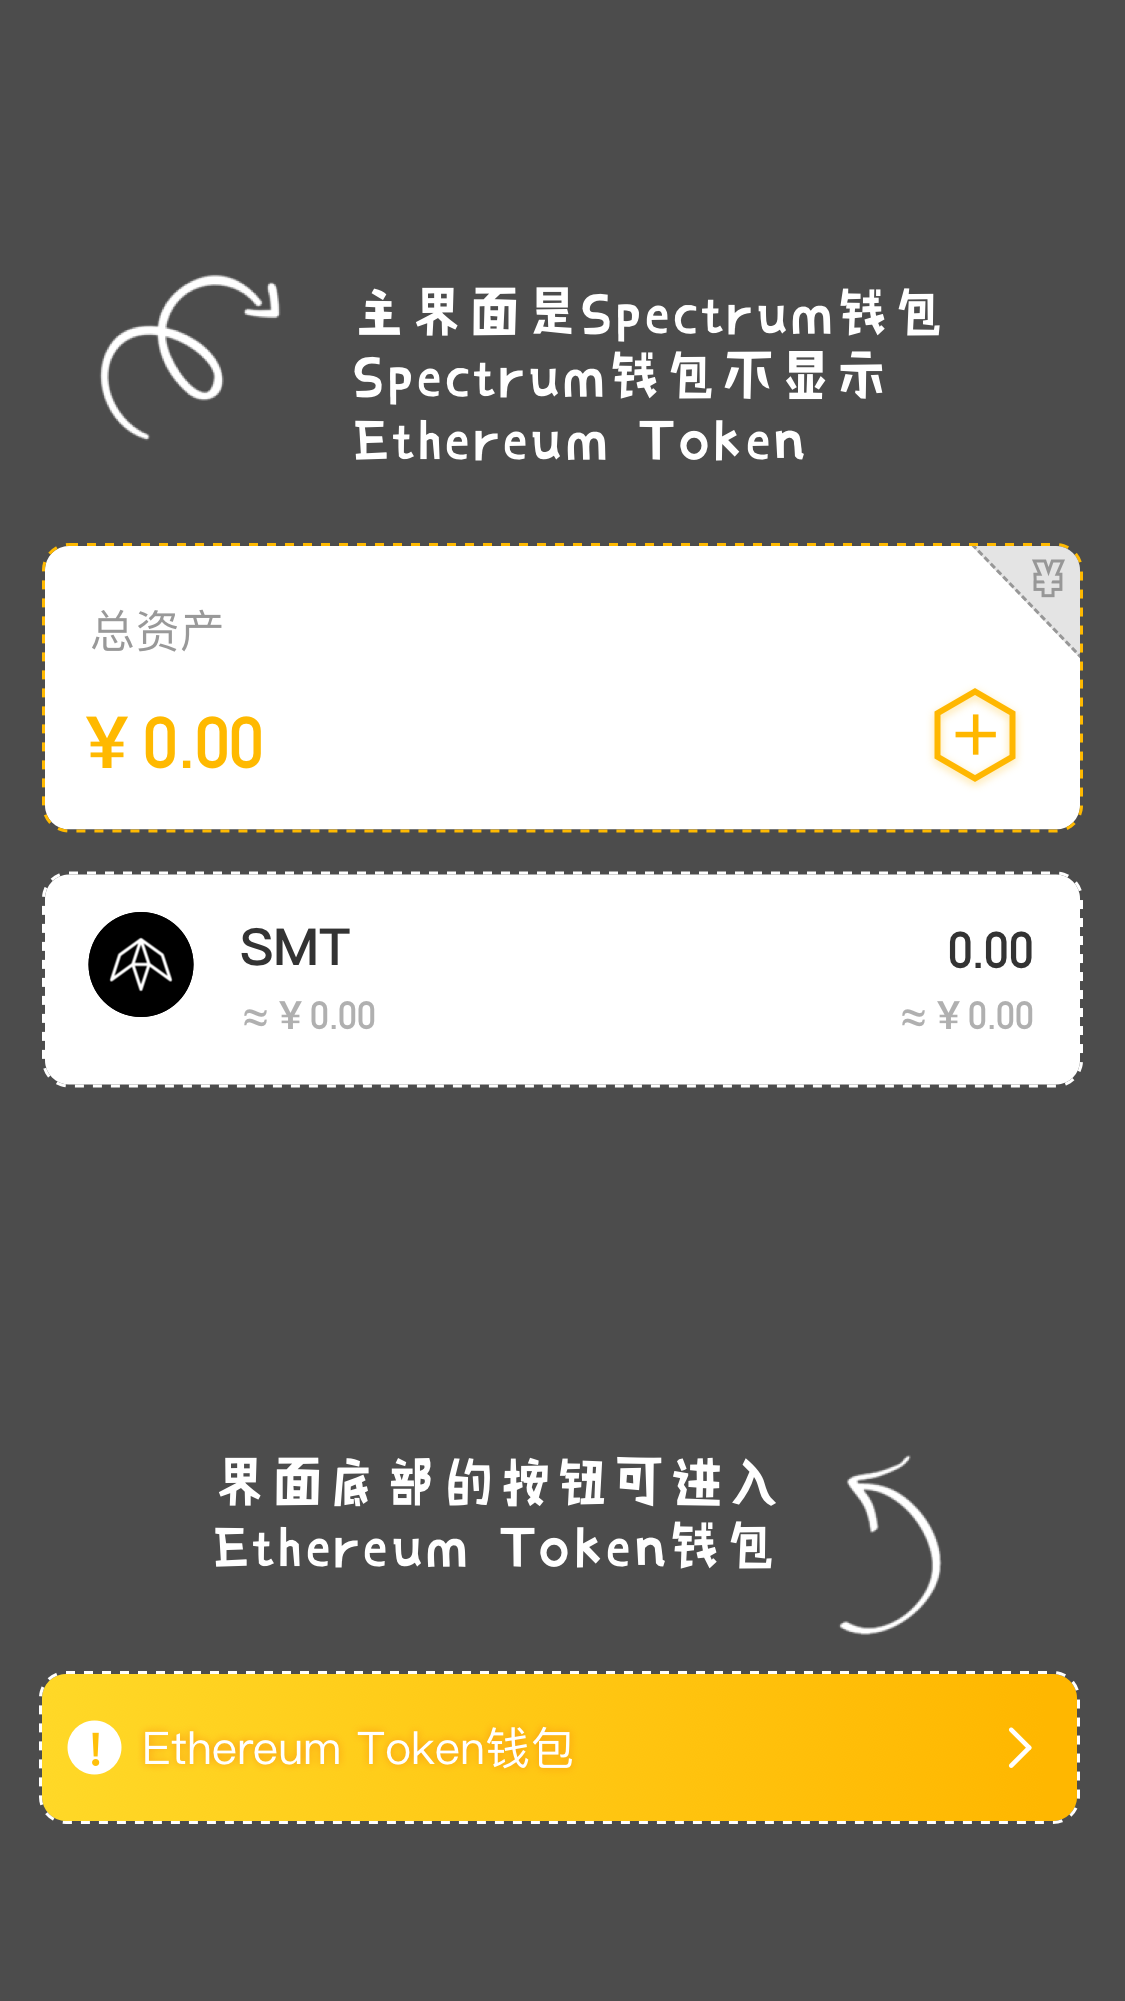 主界面是Spectrum钱包
Spectrum钱包不显示
Ethereum Token
¥
总资产
¥ 0.00
SMT
0.00
≈ ¥ 0.00
≈ ¥ 0.00
界面底部的按钮可进入
Ethereum Token钱包
! Ethereum Token钱包